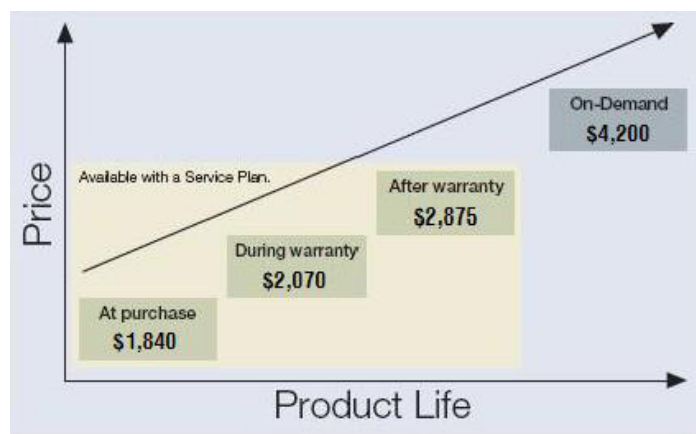 Price
On-Demand
$4,200
Available with a Service Plan.
After warranty
$2,875
During warranty
$2,070
At purchase
$1,840
Product Life